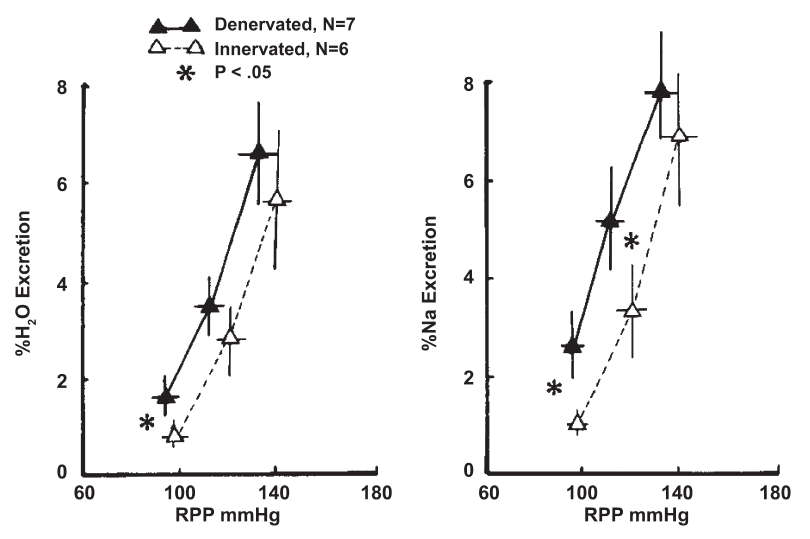 Denervated, N=7
Innervated, N=6
* P < .05
%H₂O Excretion
8
6
4
2
0
60 100 140 180
RPP mmHg
*
%Na Excretion
8
6
4
2
0
60 100 140 180
RPP mmHg
*
*